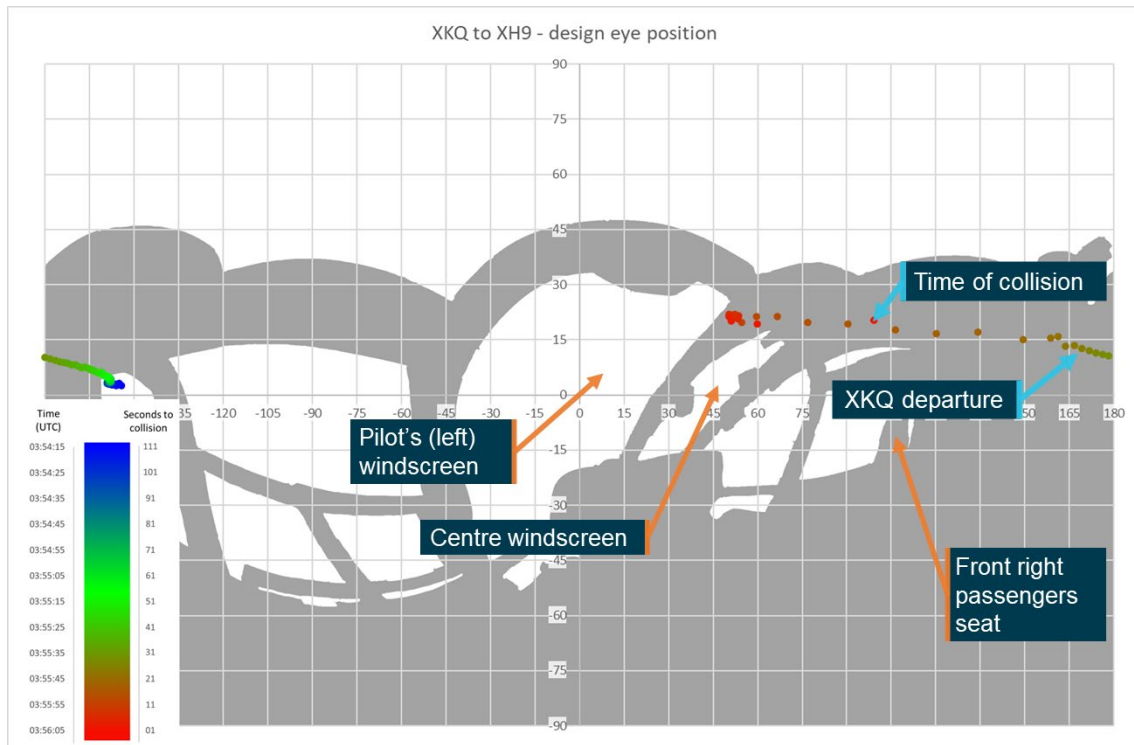 XKQ to XH9 - design eye position
90
75
60
45
30
15
0
-15
-30
-45
-60
-75
-90
-135 -120 -105 -90 -75 -60 -45 -30 -15 0 15 30 45 60 75 90 165 180
Time of collision
XKQ departure
Pilot's (left)
windscreen
Centre windscreen
Front right
passengers
seat
Time
(UTC)
Seconds to
collision
03:54:15 111
03:54:25 101
03:54:35 91
03:54:45 81
03:54:55 71
03:55:05 61
03:55:15 51
03:55:25 41
03:55:35 31
03:55:45 21
03:55:55 11
03:56:05 01